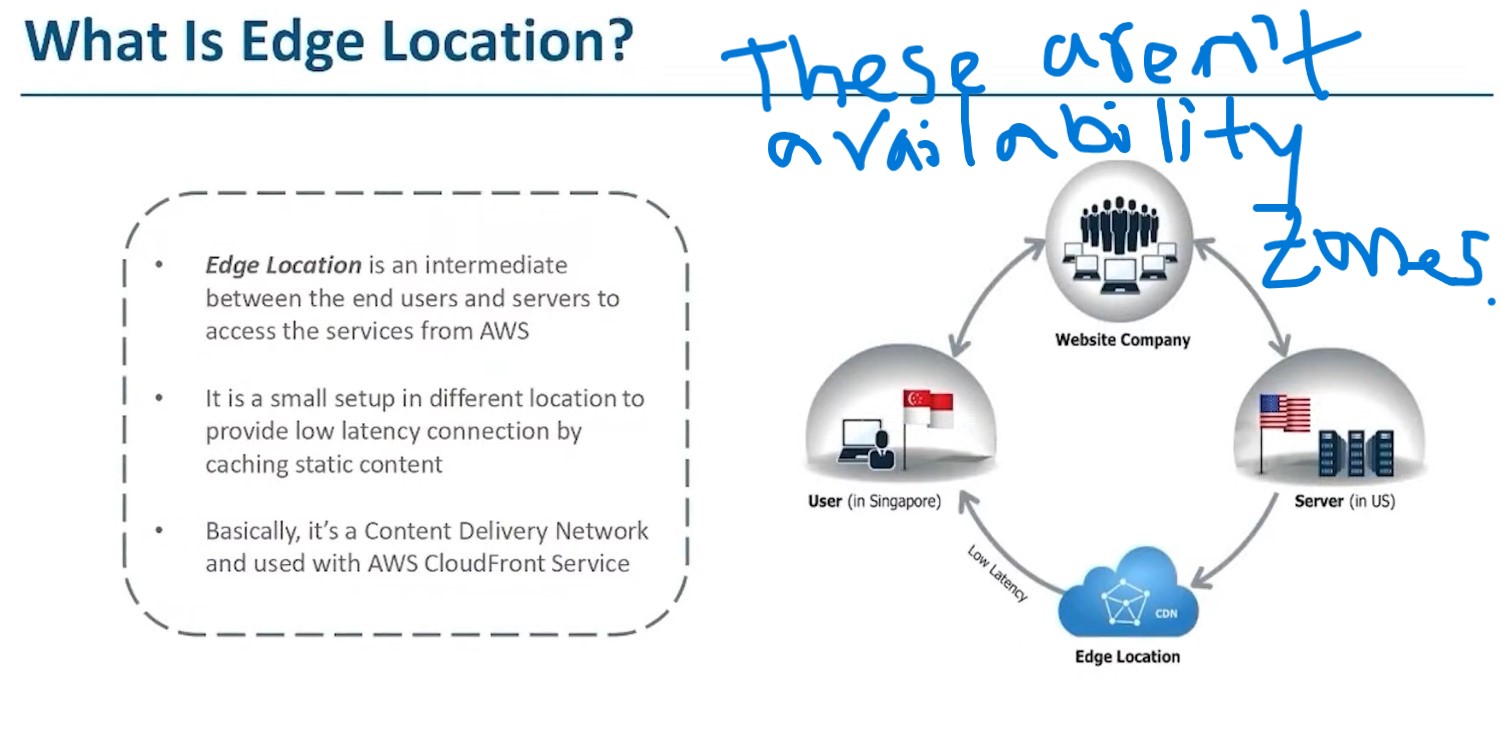 What Is Edge Location?
These aren't
availability
zones.
• Edge Location is an intermediate
between the end users and servers to
access the services from AWS
• It is a small setup in different location to
provide low latency connection by
caching static content
• Basically, it's a Content Delivery Network
and used with AWS CloudFront Service
Website Company
User (in Singapore)
Server (in US)
Low Latency
CDN
Edge Location